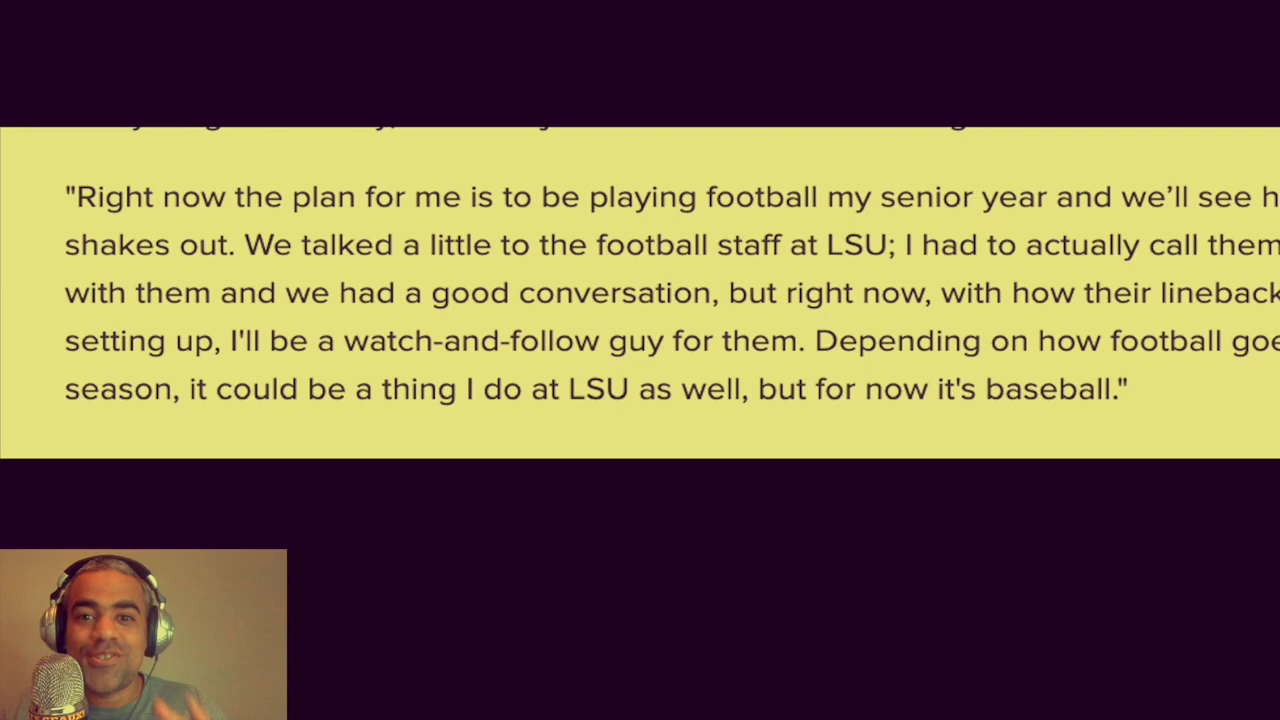 "Right now the plan for me is to be playing football my senior year and we’ll see
shakes out. We talked a little to the football staff at LSU; I had to actually call them
with them and we had a good conversation, but right now, with how their
setting up, I'll be a watch-and-follow guy for them. Depending on how football
season, it could be a thing I do at LSU as well, but for now it's baseball."